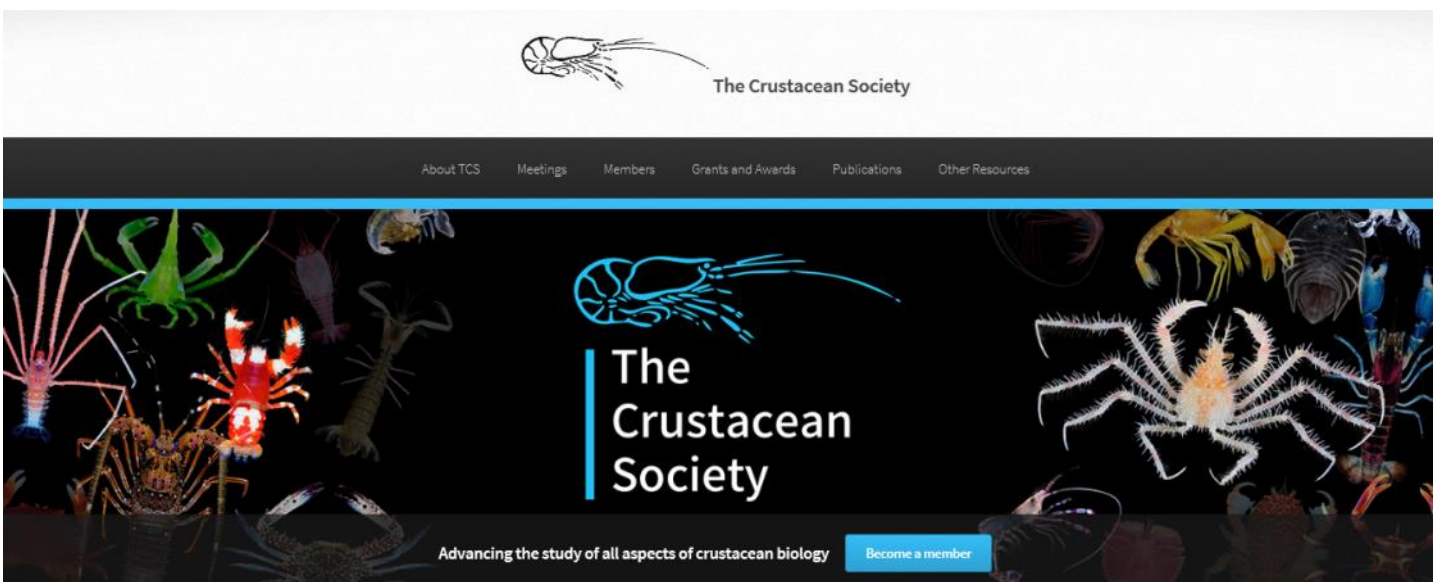 The Crustacean Society
About TCS Meetings Members Grants and Awards Publications Other Resources
The
Crustacean
Society
Advancing the study of all aspects of crustacean biology Become a member